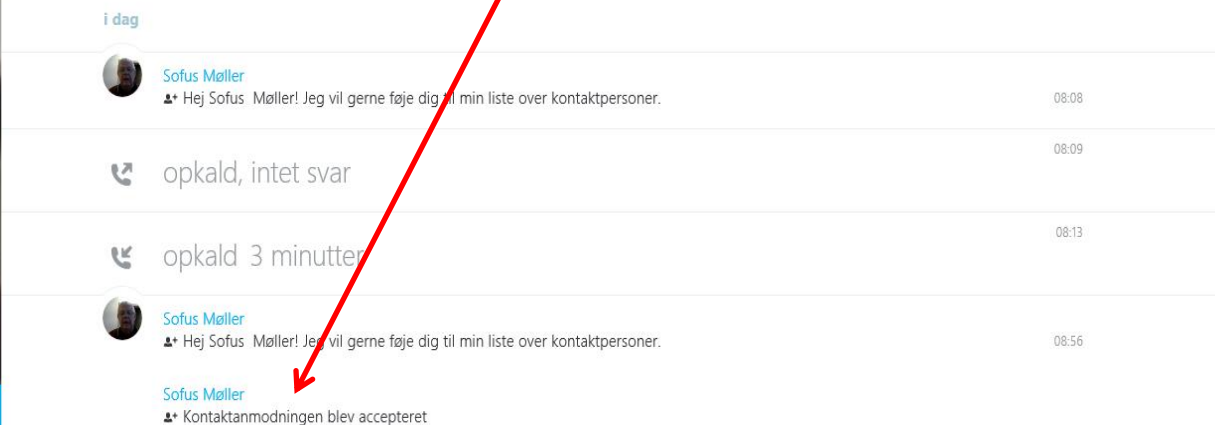 i dag
Sofus Møller
Hej Sofus Møller! Jeg vil gerne føje dig til min liste over kontaktpersoner.
08:08
08:09
opkald, intet svar
08:13
opkald 3 minutter
Sofus Møller
Hej Sofus Møller! Jeg vil gerne føje dig til min liste over kontaktpersoner.
08:56
Sofus Møller
Kontaktanmodningen blev accepteret